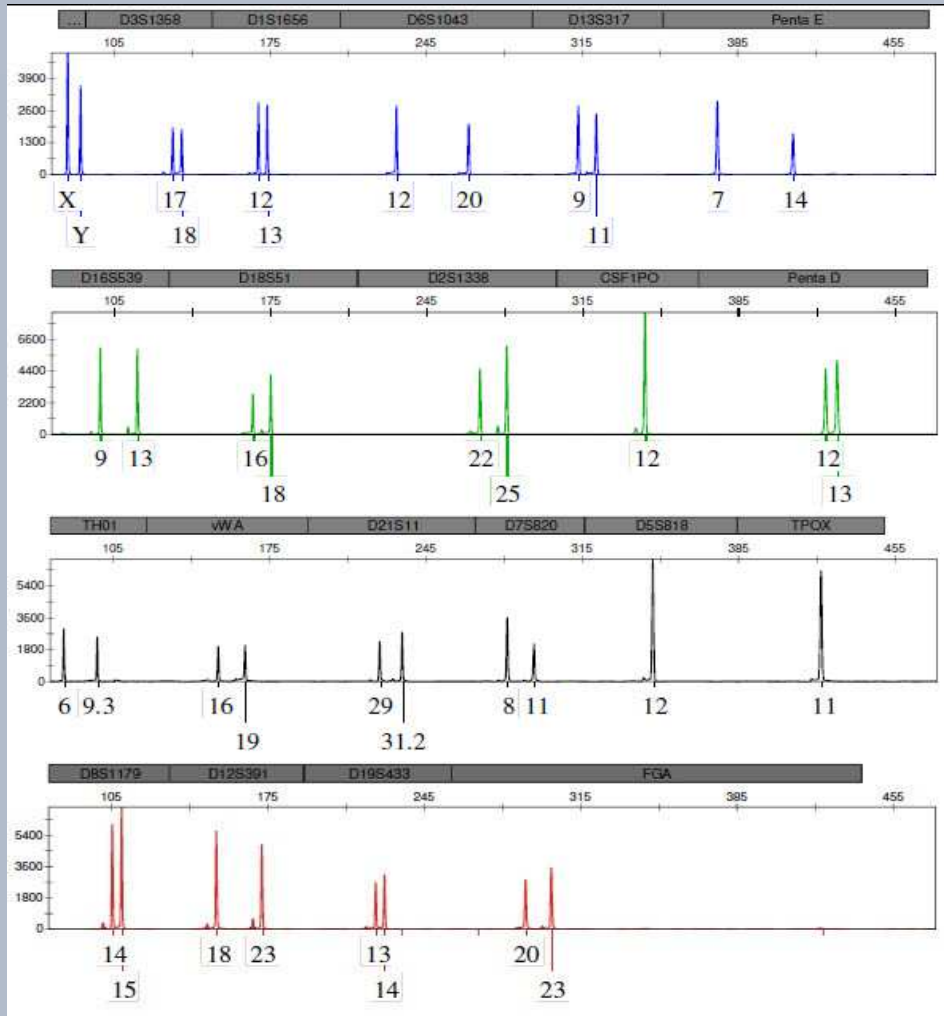 ... D3S1358 D1S1656 D6S1043 D13S317 Penta E
105 175 245 315 385 455
3900
2600
1300
0
X 17 12 12 20 9 7 14
Y 18 13 11
D16S539 D18S51 D2S1338 CSF1PO Penta D
105 175 245 315 385 455
6600
4400
2200
0
9 13 16 22 12 12
18 25 13
TH01 vWA D21S11 D7S820 D5S818 TPOX
105 175 245 315 385 455
5400
3600
1800
0
6 9.3 16 29 8 11 12 11
19 31.2
D8S1179 D12S391 D19S433 FGA
105 175 245 315 385 455
5400
3600
1800
0
14 18 23 13 20
15 14 23